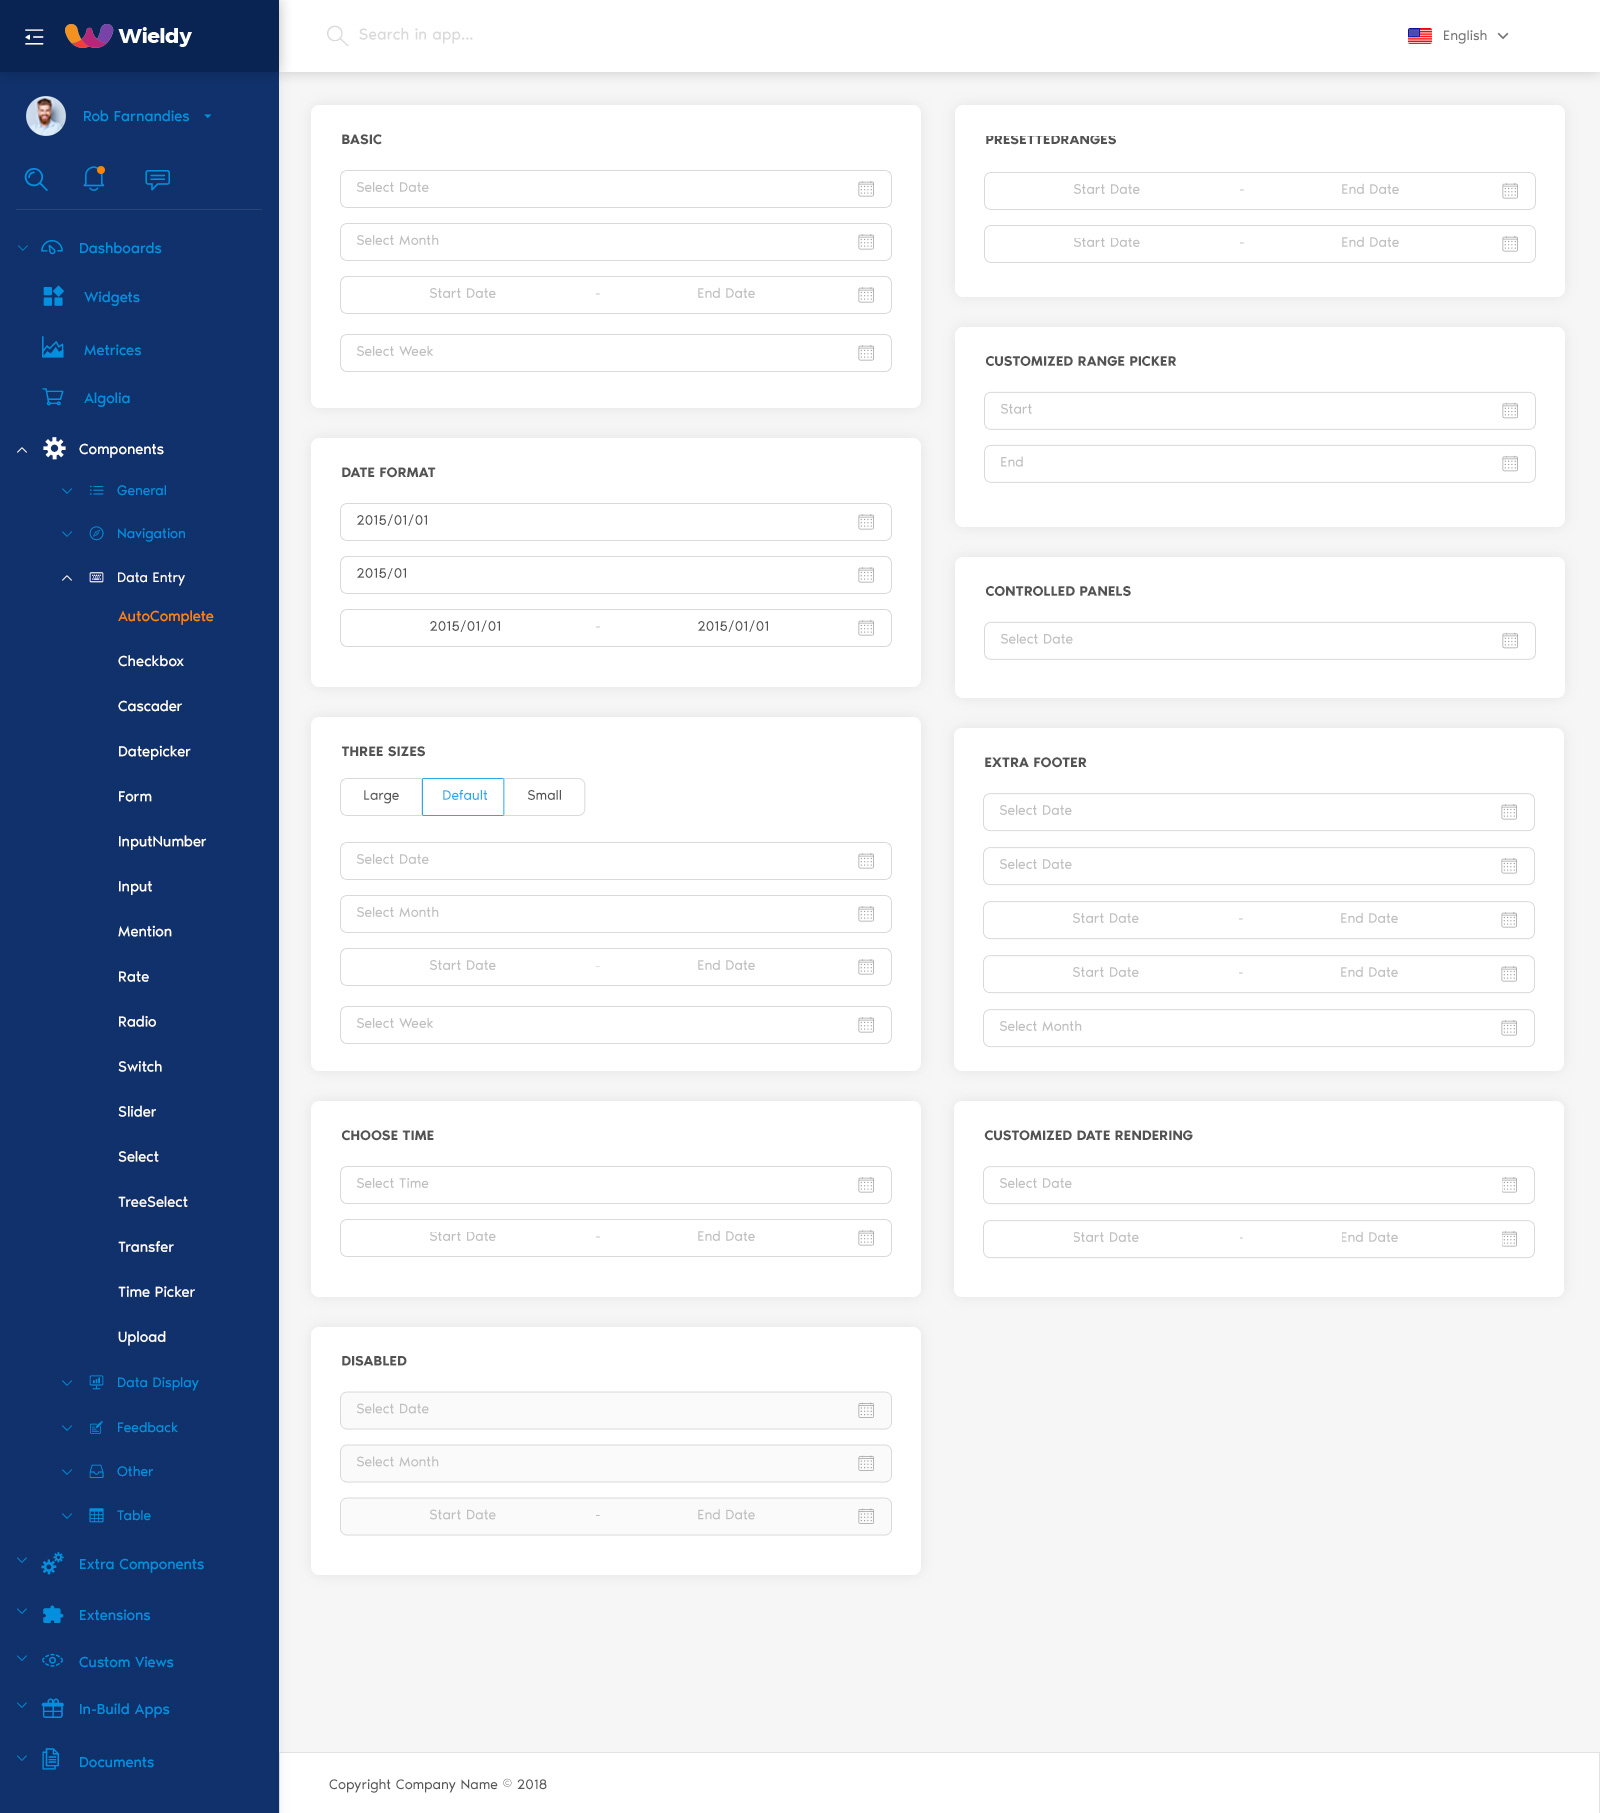 Wieldy
Search in app...
English
Rob Farnandies
Dashboards
Widgets
Metrices
Algolia
Components
General
Navigation
Data Entry
AutoComplete
Checkbox
Cascader
Datepicker
Form
InputNumber
Input
Mention
Rate
Radio
Switch
Slider
Select
TreeSelect
Transfer
Time Picker
Upload
Data Display
Feedback
Other
Table
Extra Components
Extensions
Custom Views
In-Build Apps
Documents
BASIC
Select Date
Select Month
Start Date - End Date
Select Week
DATE FORMAT
2015/01/01
2015/01
2015/01/01 - 2015/01/01
THREE SIZES
Large Default Small
Select Date
Select Month
Start Date - End Date
Select Week
CHOOSE TIME
Select Time
Start Date - End Date
DISABLED
Select Date
Select Month
Start Date - End Date
PRESETTEDRANGES
Start Date - End Date
Start Date - End Date
CUSTOMIZED RANGE PICKER
Start
End
CONTROLLED PANELS
Select Date
EXTRA FOOTER
Select Date
Select Date
Start Date - End Date
Start Date - End Date
Select Month
CUSTOMIZED DATE RENDERING
Select Date
Start Date - End Date
Copyright Company Name © 2018